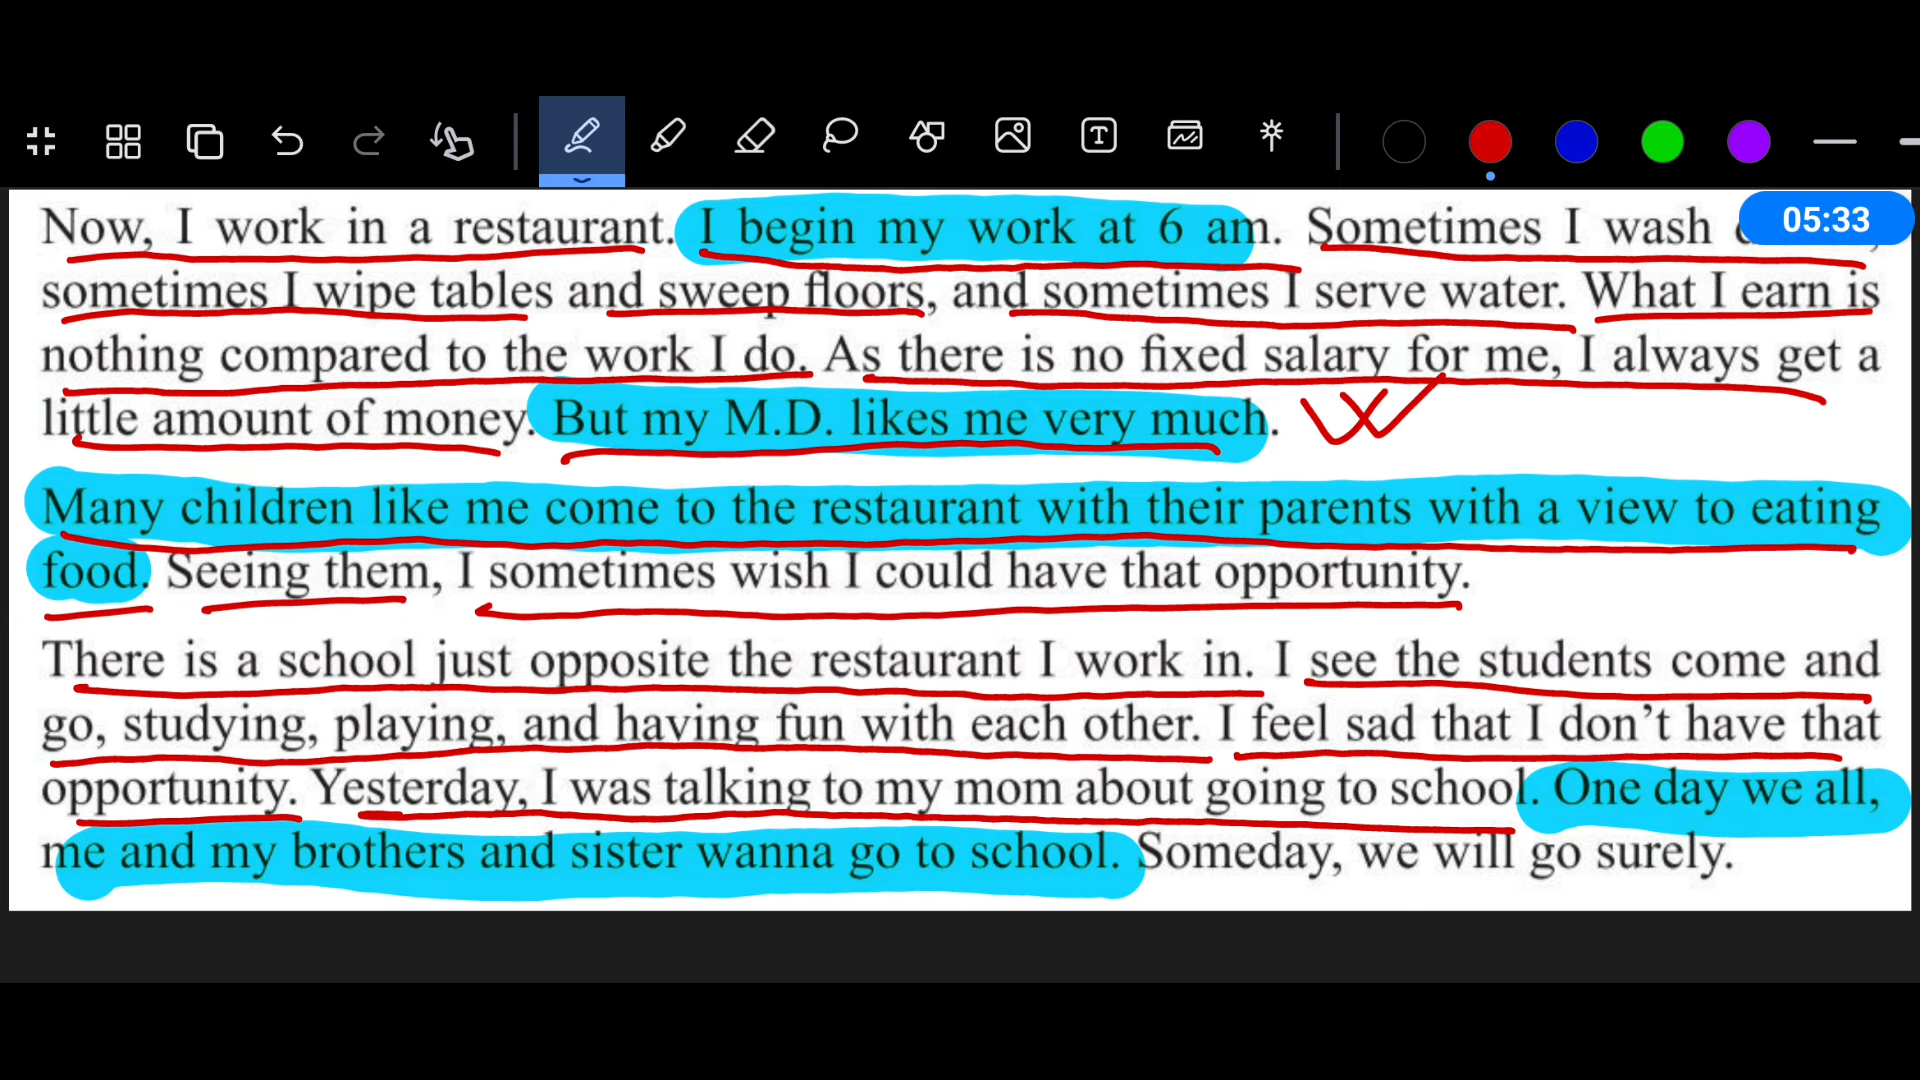 05:33
Now, I work in a restaurant. I begin my work at 6 am. Sometimes I wash
sometimes I wipe tables and sweep floors, and sometimes I serve water. What I earn is
nothing compared to the work I do. As there is no fixed salary for me, I always get a
little amount of money. But my M.D. likes me very much.
Many children like me come to the restaurant with their parents with a view to eating
food. Seeing them, I sometimes wish I could have that opportunity.
There is a school just opposite the restaurant I work in. I see the students come and
go, studying, playing, and having fun with each other. I feel sad that I don’t have that
opportunity. Yesterday, I was talking to my mom about going to school. One day we all,
me and my brothers and sister wanna go to school. Someday, we will go surely.